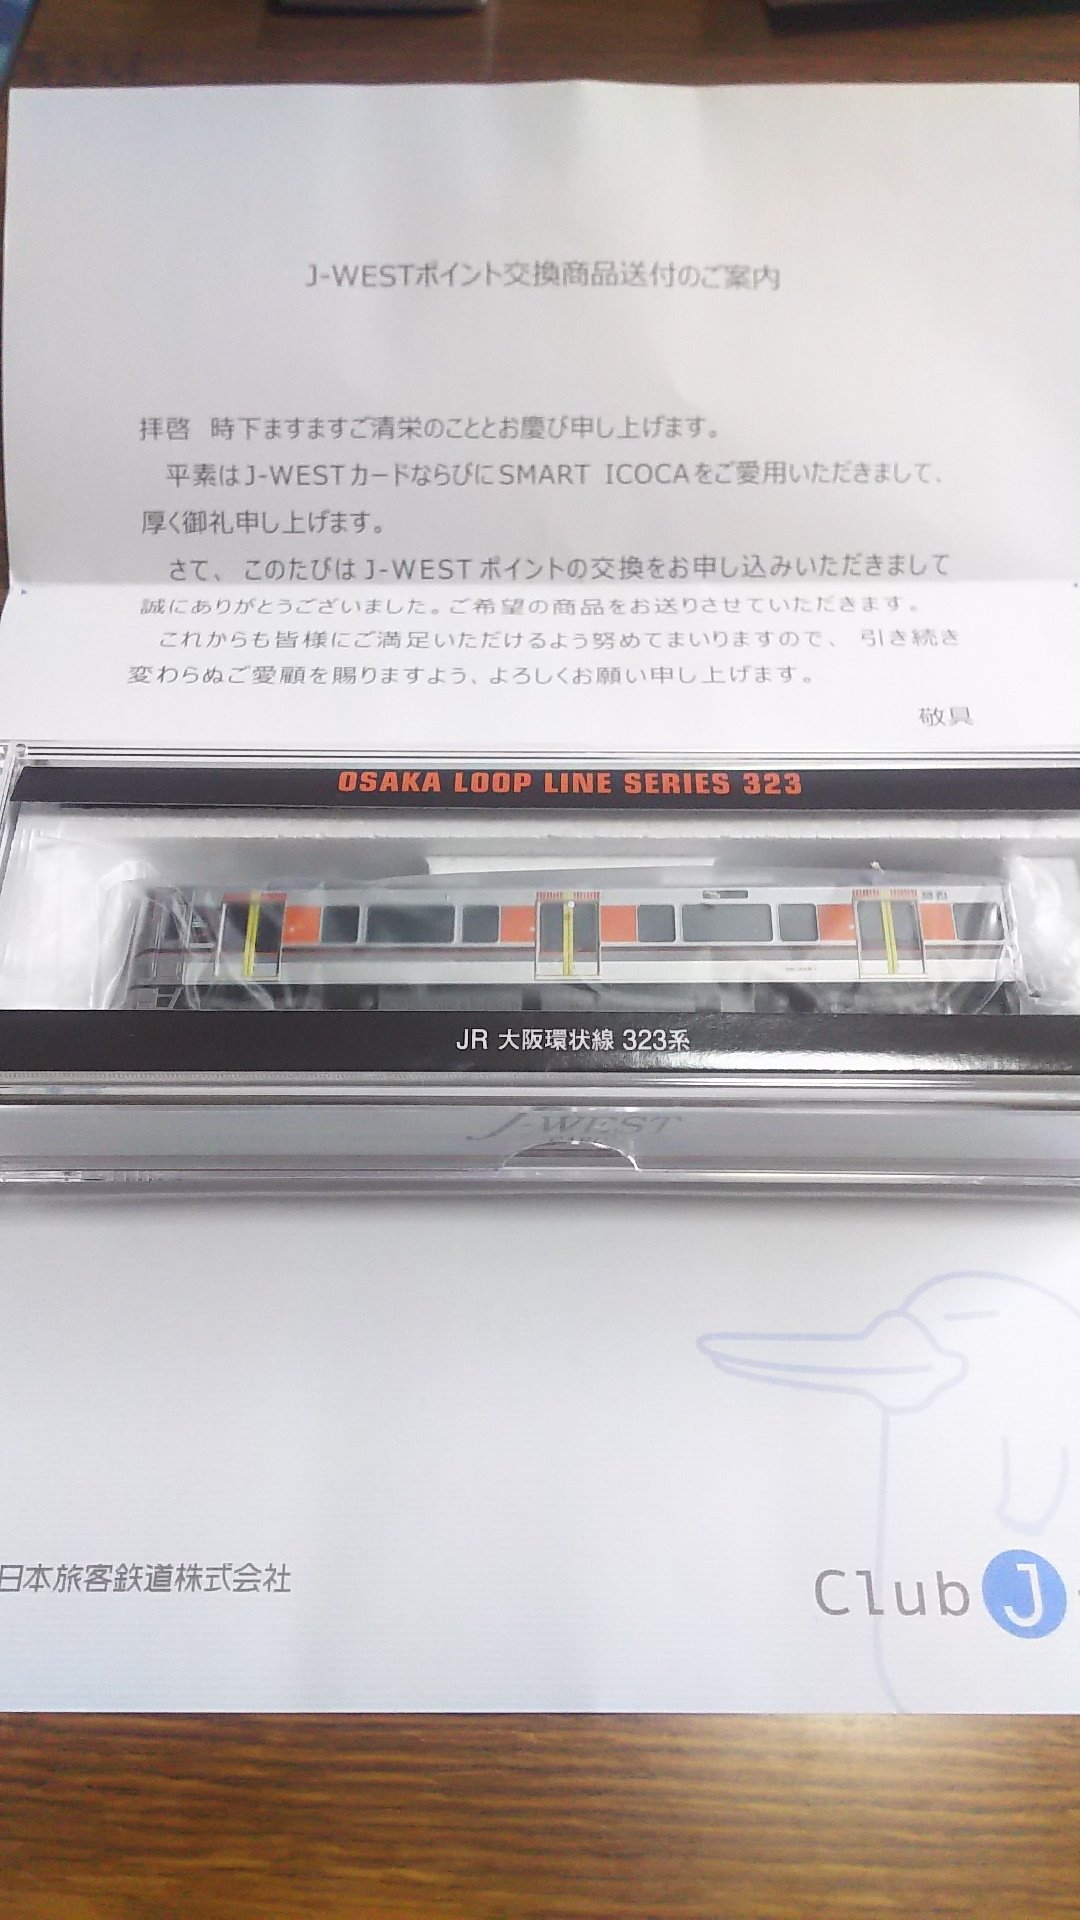 J-WESTポイント交換商品送付のご案内
拝啓 時下ますますご清栄のこととお慶び申し上げます。
平素はJ-WESTカードならびにSMART ICOCAをご愛用いただきまして、
厚く御礼申し上げます。
さて、このたびはJ-WESTポイントの交換をお申し込みいただきまして
誠にありがとうございました。ご希望の商品をお送りさせていただきます。
これからも皆様にご満足いただけるよう努めてまいりますので、引き続き
変わらぬご愛顧を賜りますよう、よろしくお願い申し上げます。
敬具
OSAKA LOOP LINE SERIES 323
JR 大阪環状線 323系
J-WEST
日本旅客鉄道株式会社
Club J